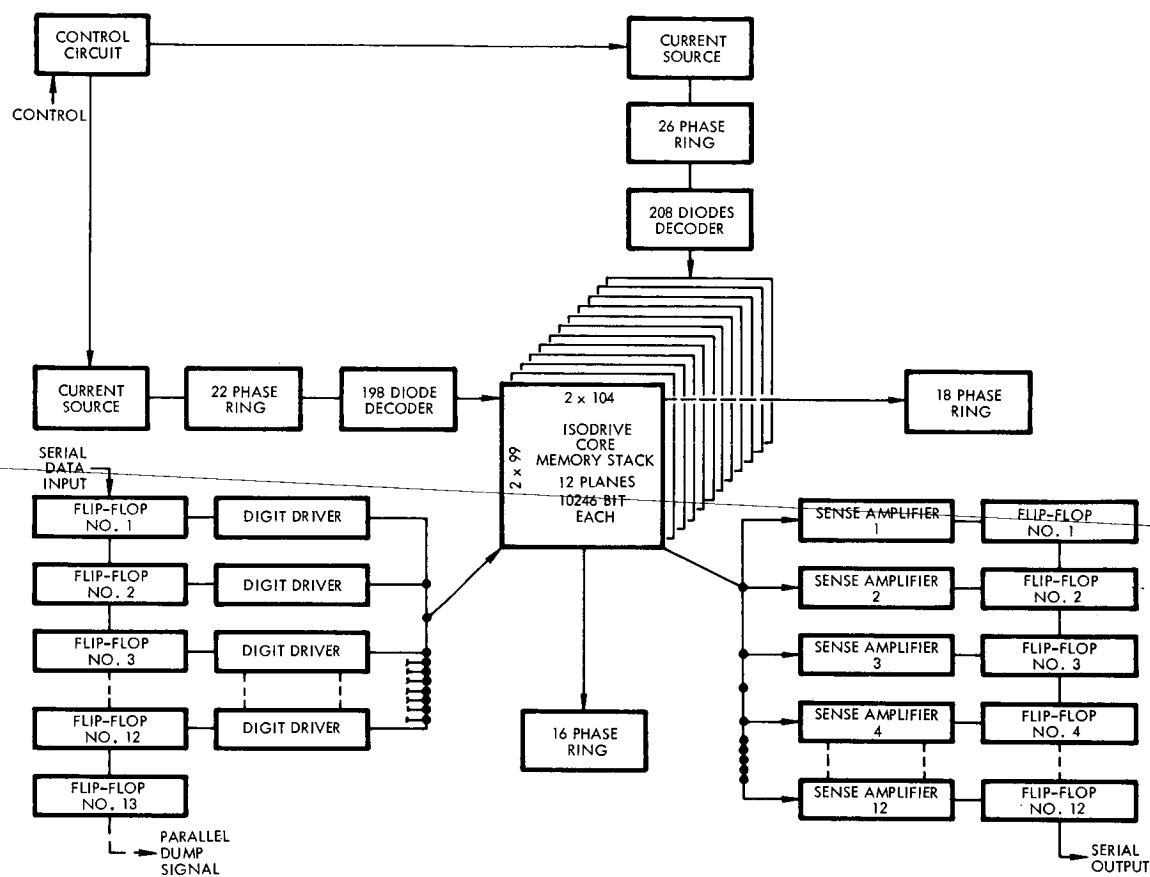 CONTROL
CIRCUIT
CONTROL
CURRENT
SOURCE
26 PHASE
RING
208 DIODES
DECODER
CURRENT
SOURCE
22 PHASE
RING
198 DIODE
DECODER
2 x 104
2 x 99
ISODRIVE
CORE
MEMORY STACK
12 PLANES
10246 BIT
EACH
18 PHASE
RING
16 PHASE
RING
SERIAL
DATA
INPUT
FLIP-FLOP
NO. 1
DIGIT DRIVER
FLIP-FLOP
NO. 2
DIGIT DRIVER
FLIP-FLOP
NO. 3
DIGIT DRIVER
FLIP-FLOP
NO. 12
DIGIT DRIVER
FLIP-FLOP
NO. 13
PARALLEL
DUMP
SIGNAL
SENSE AMPLIFIER
1
FLIP-FLOP
NO. 1
SENSE AMPLIFIER
2
FLIP-FLOP
NO. 2
SENSE AMPLIFIER
3
FLIP-FLOP
NO. 3
SENSE AMPLIFIER
4
FLIP-FLOP
NO. 4
SENSE AMPLIFIER
12
FLIP-FLOP
NO. 12
SERIAL
OUTPUT